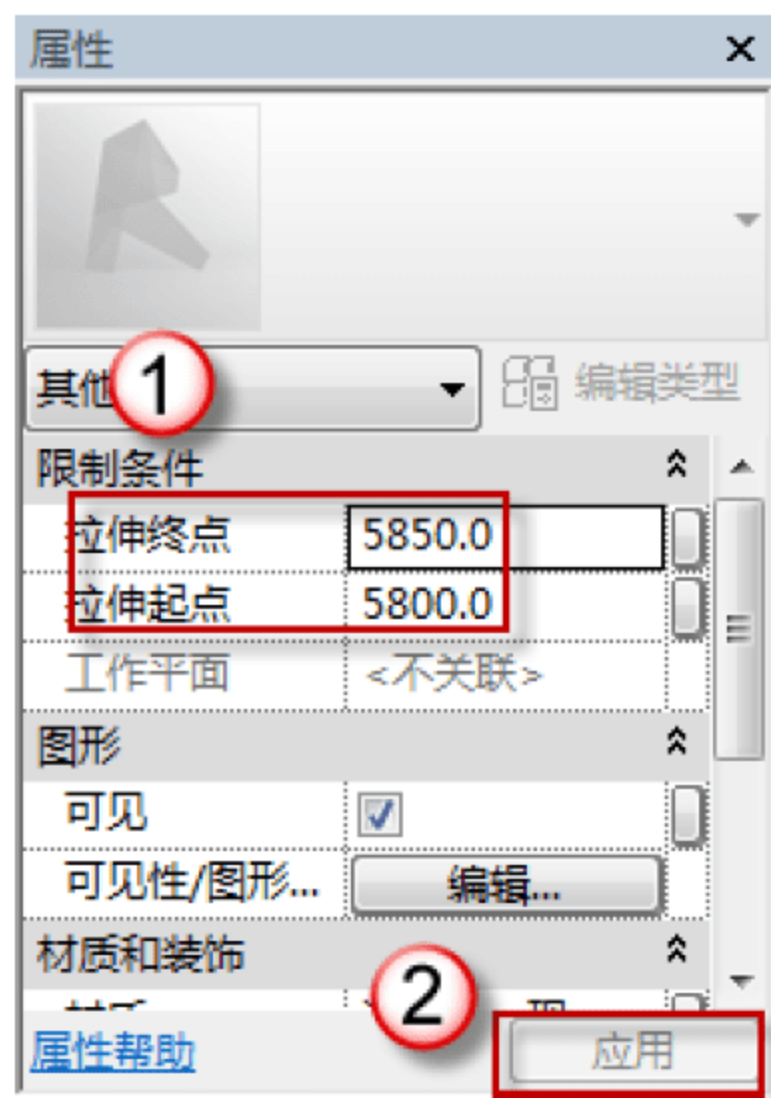 属性
其他
1
编辑类型
限制条件
拉伸终点 5850.0
拉伸起点 5800.0
工作平面 <不关联>
图形
可见
可见性/图形... 编辑...
材质和装饰
2
属性帮助 应用